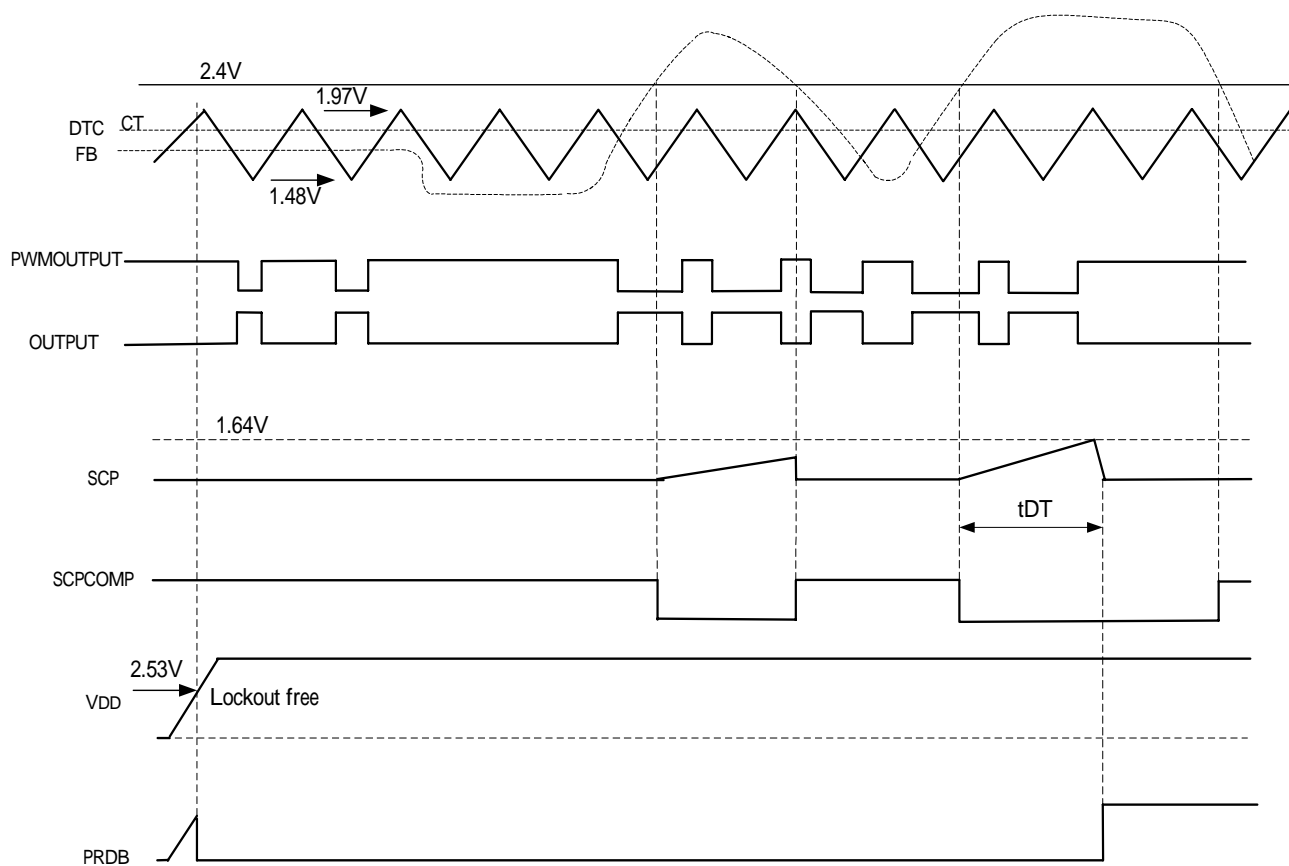 2.4V
1.97V
DTC CT
FB
1.48V
PWMOUTPUT
OUTPUT
1.64V
SCP
tDT
SCPCOMP
2.53V
VDD
Lockout free
PRDB